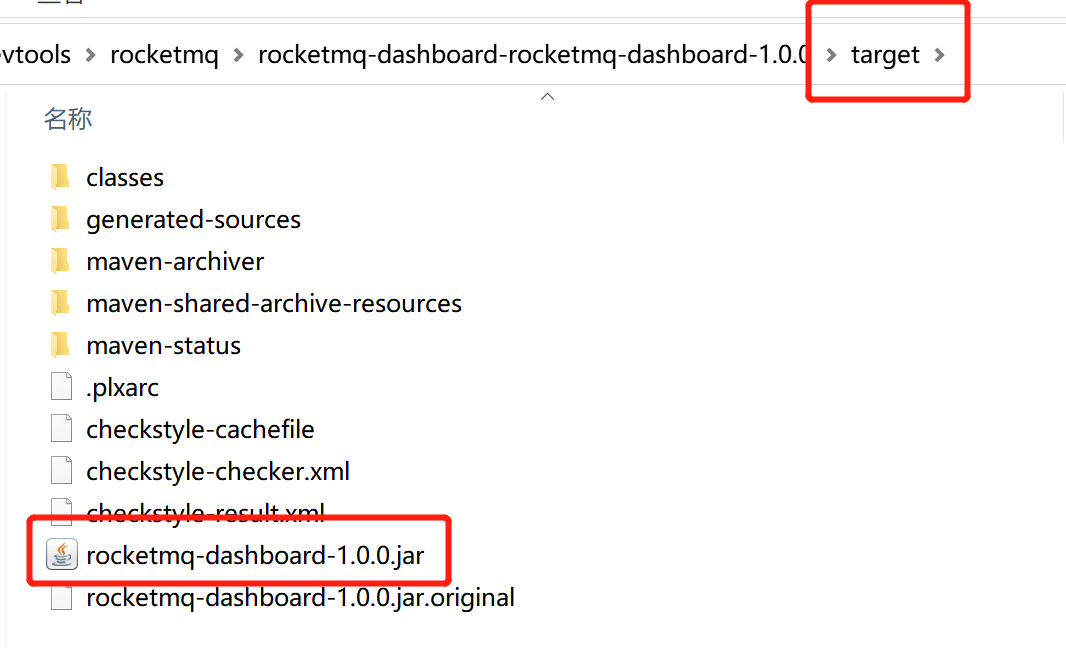 vtools > rocketmq > rocketmq-dashboard-rocketmq-dashboard-1.0.0 > target >
名称
classes
generated-sources
maven-archiver
maven-shared-archive-resources
maven-status
.plxarc
checkstyle-cachefile
checkstyle-checker.xml
checkstyle-result.xml
rocketmq-dashboard-1.0.0.jar
rocketmq-dashboard-1.0.0.jar.original